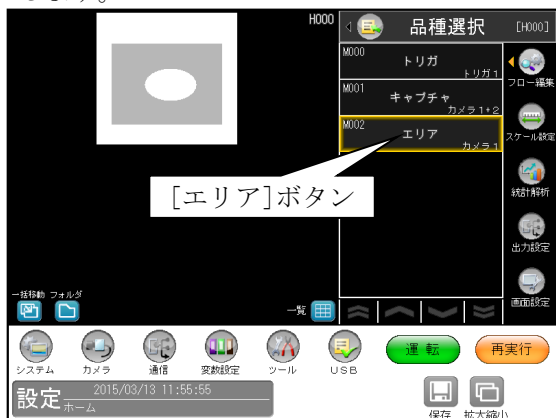 します。
H000
品種選択 [H000]
M000
トリガ
トリガ1
M001
キャプチャ
カメラ1+2
M002
エリア
カメラ1
フロー編集
スケール設定
統計解析
出力設定
画面設定
[エリア]ボタン
一括移動 フォルダ
一覧
システム カメラ 通信 変数設定 ツール USB
運転 再実行
設定 2015/03/13 11:55:55
ホーム
保存 拡大縮小